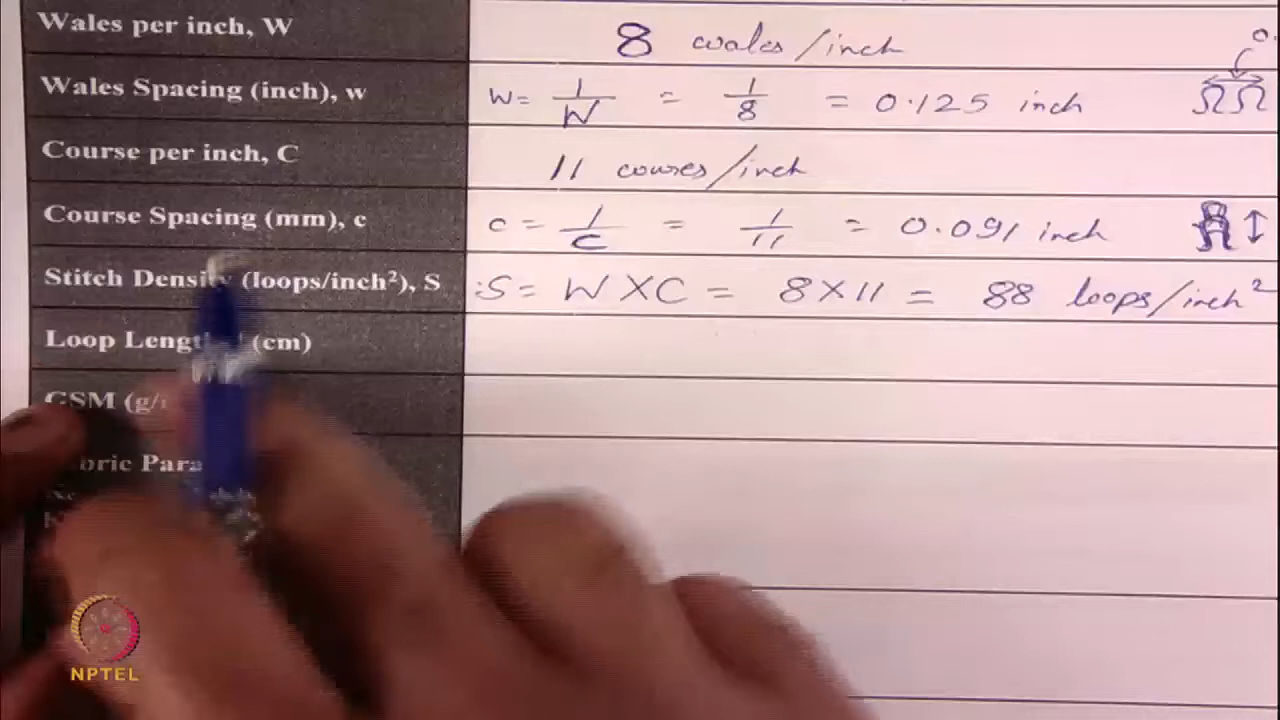 Wales per inch, W 8 wales/inch
0.
Wales Spacing (inch), w w = 1/W = 1/8 = 0.125 inch
Course per inch, C 11 courses/inch
Course Spacing (mm), c c = 1/C = 1/11 = 0.091 inch
Stitch Density (loops/inch²), S :S = W X C = 8 X 11 = 88 loops/inch²
Loop (cm)
GSM
NPTEL